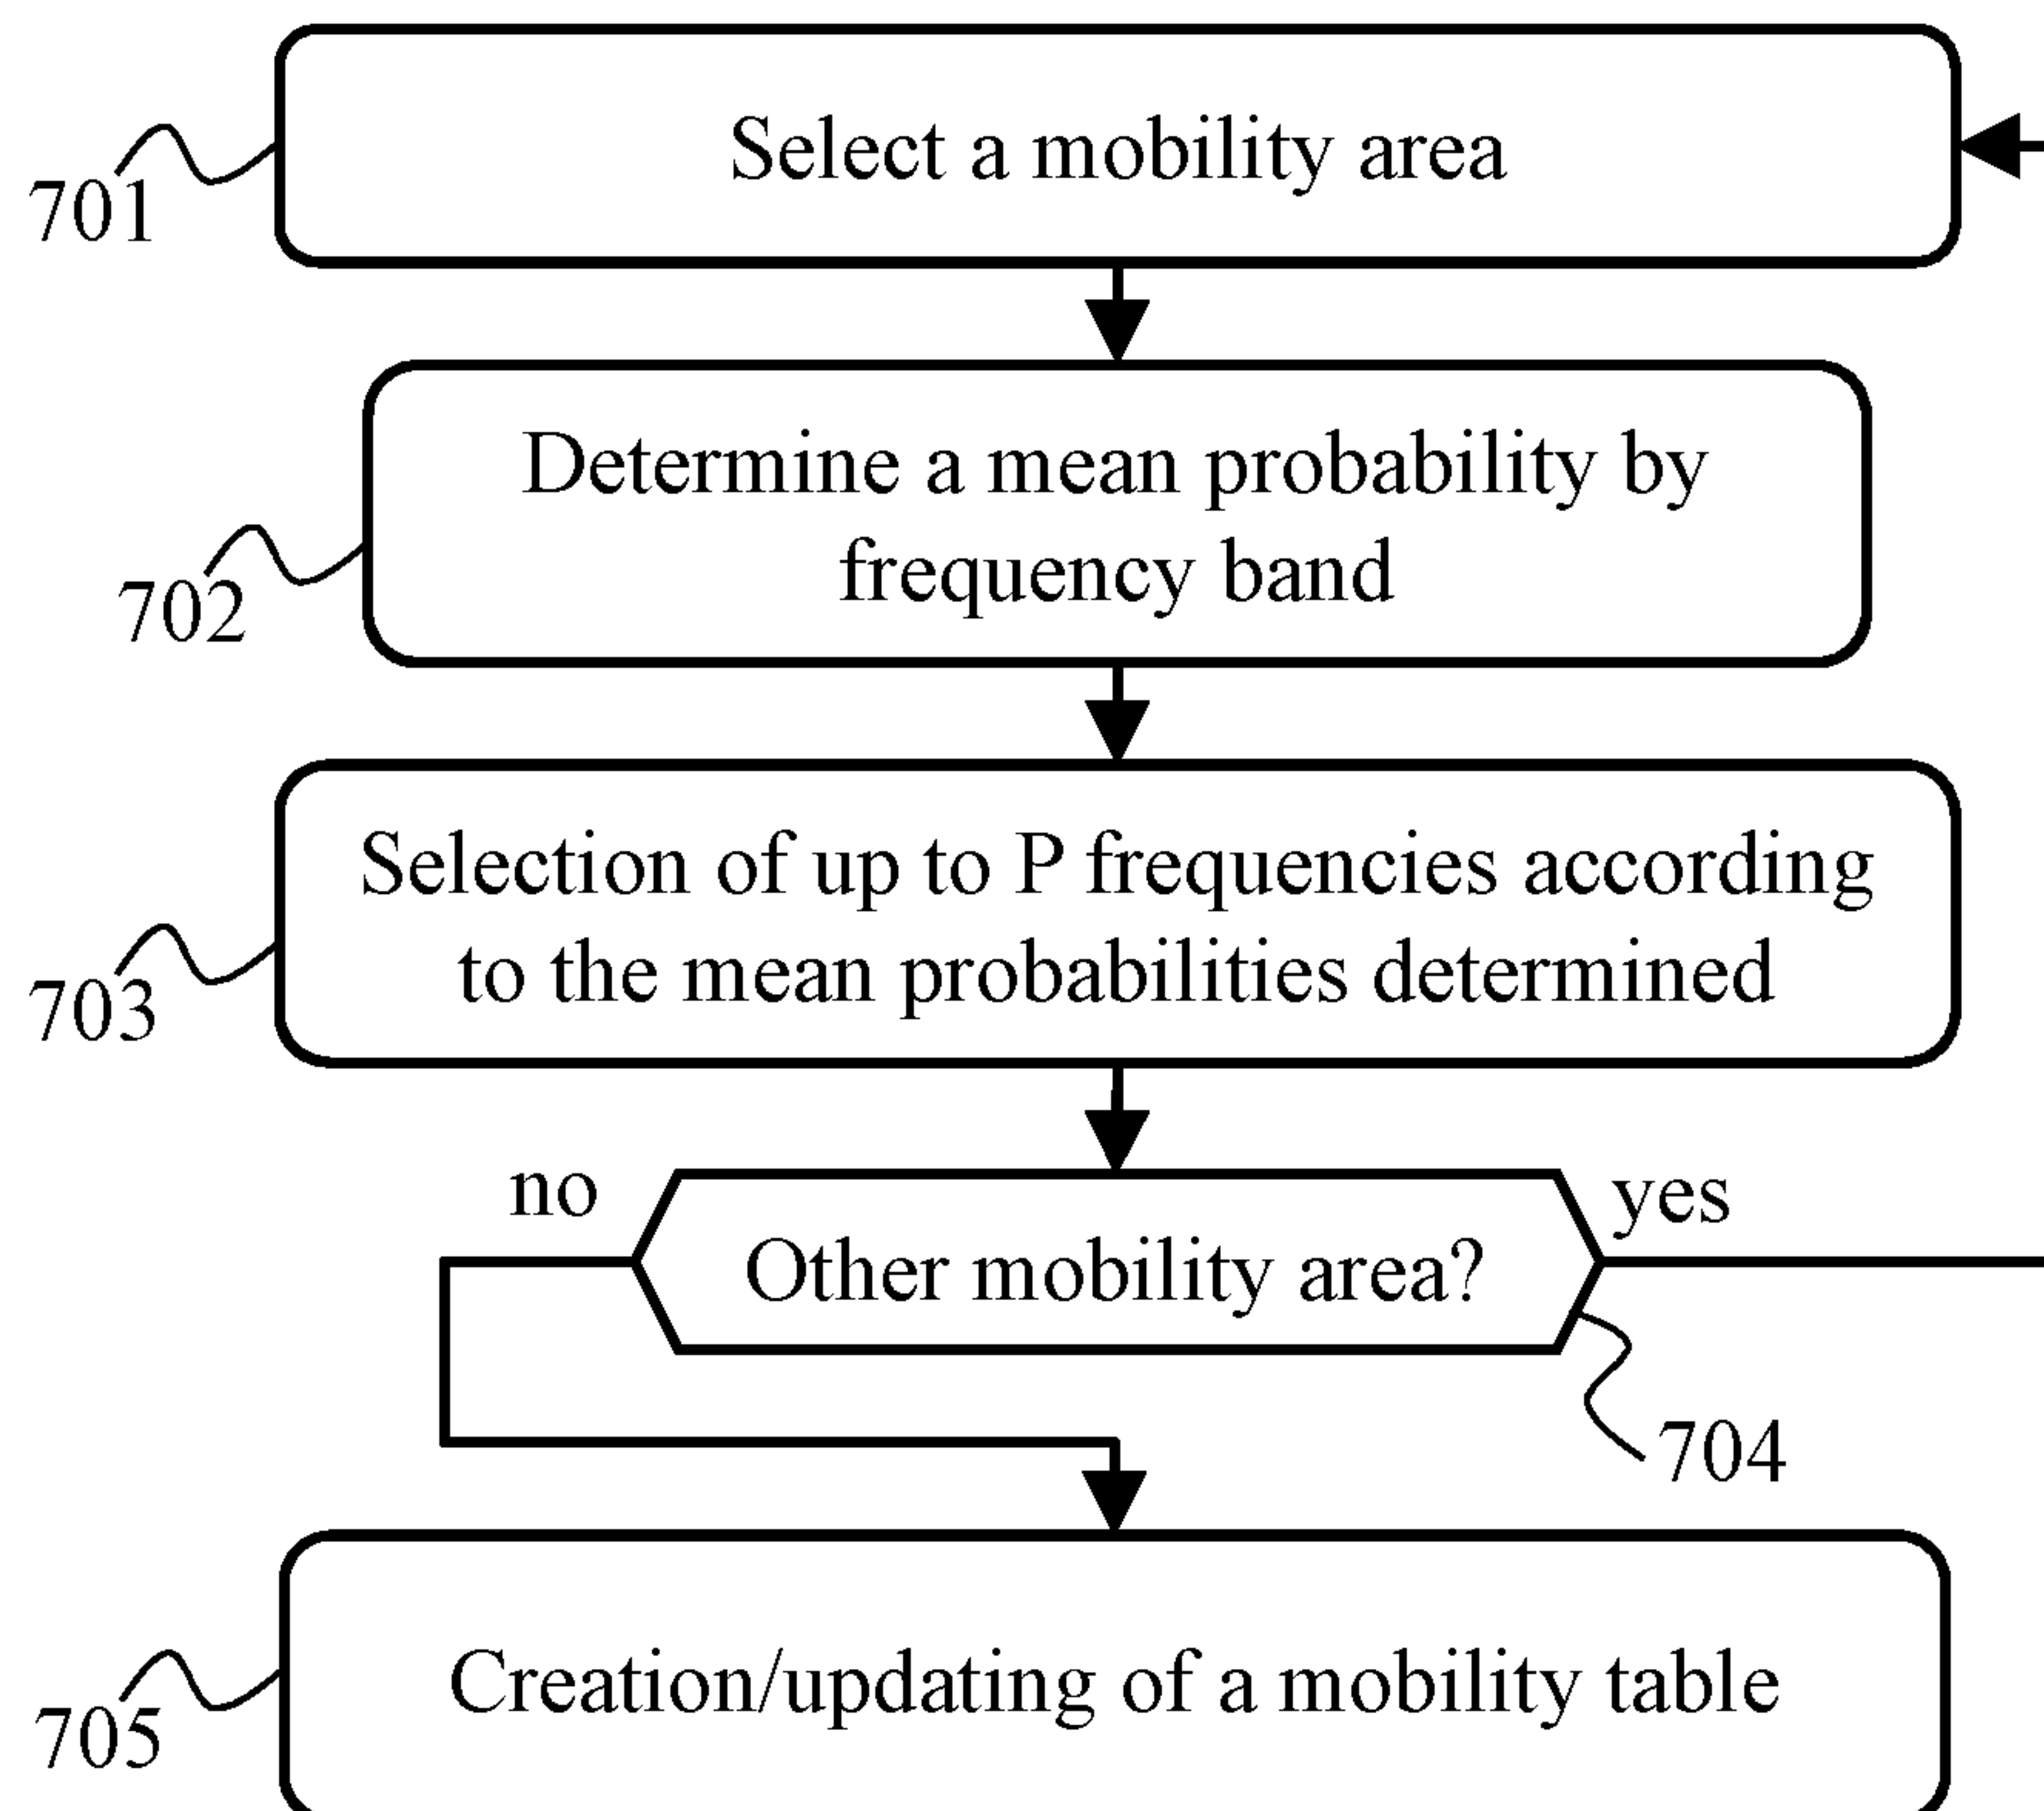 Select a mobility area
701
Determine a mean probability by
frequency band
702
Selection of up to P frequencies according
to the mean probabilities determined
703
no
yes
Other mobility area?
704
Creation/updating of a mobility table
705